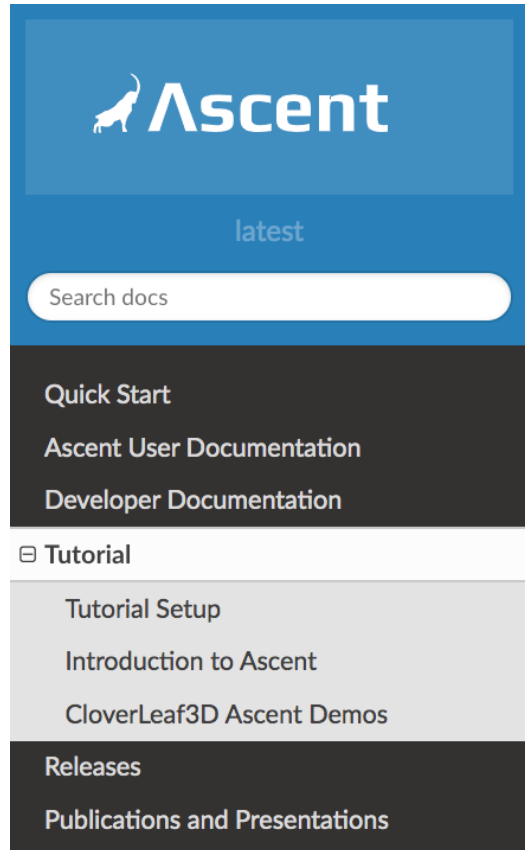 Ascent
latest
Search docs
Quick Start
Ascent User Documentation
Developer Documentation
Tutorial
Tutorial Setup
Introduction to Ascent
CloverLeaf3D Ascent Demos
Releases
Publications and Presentations